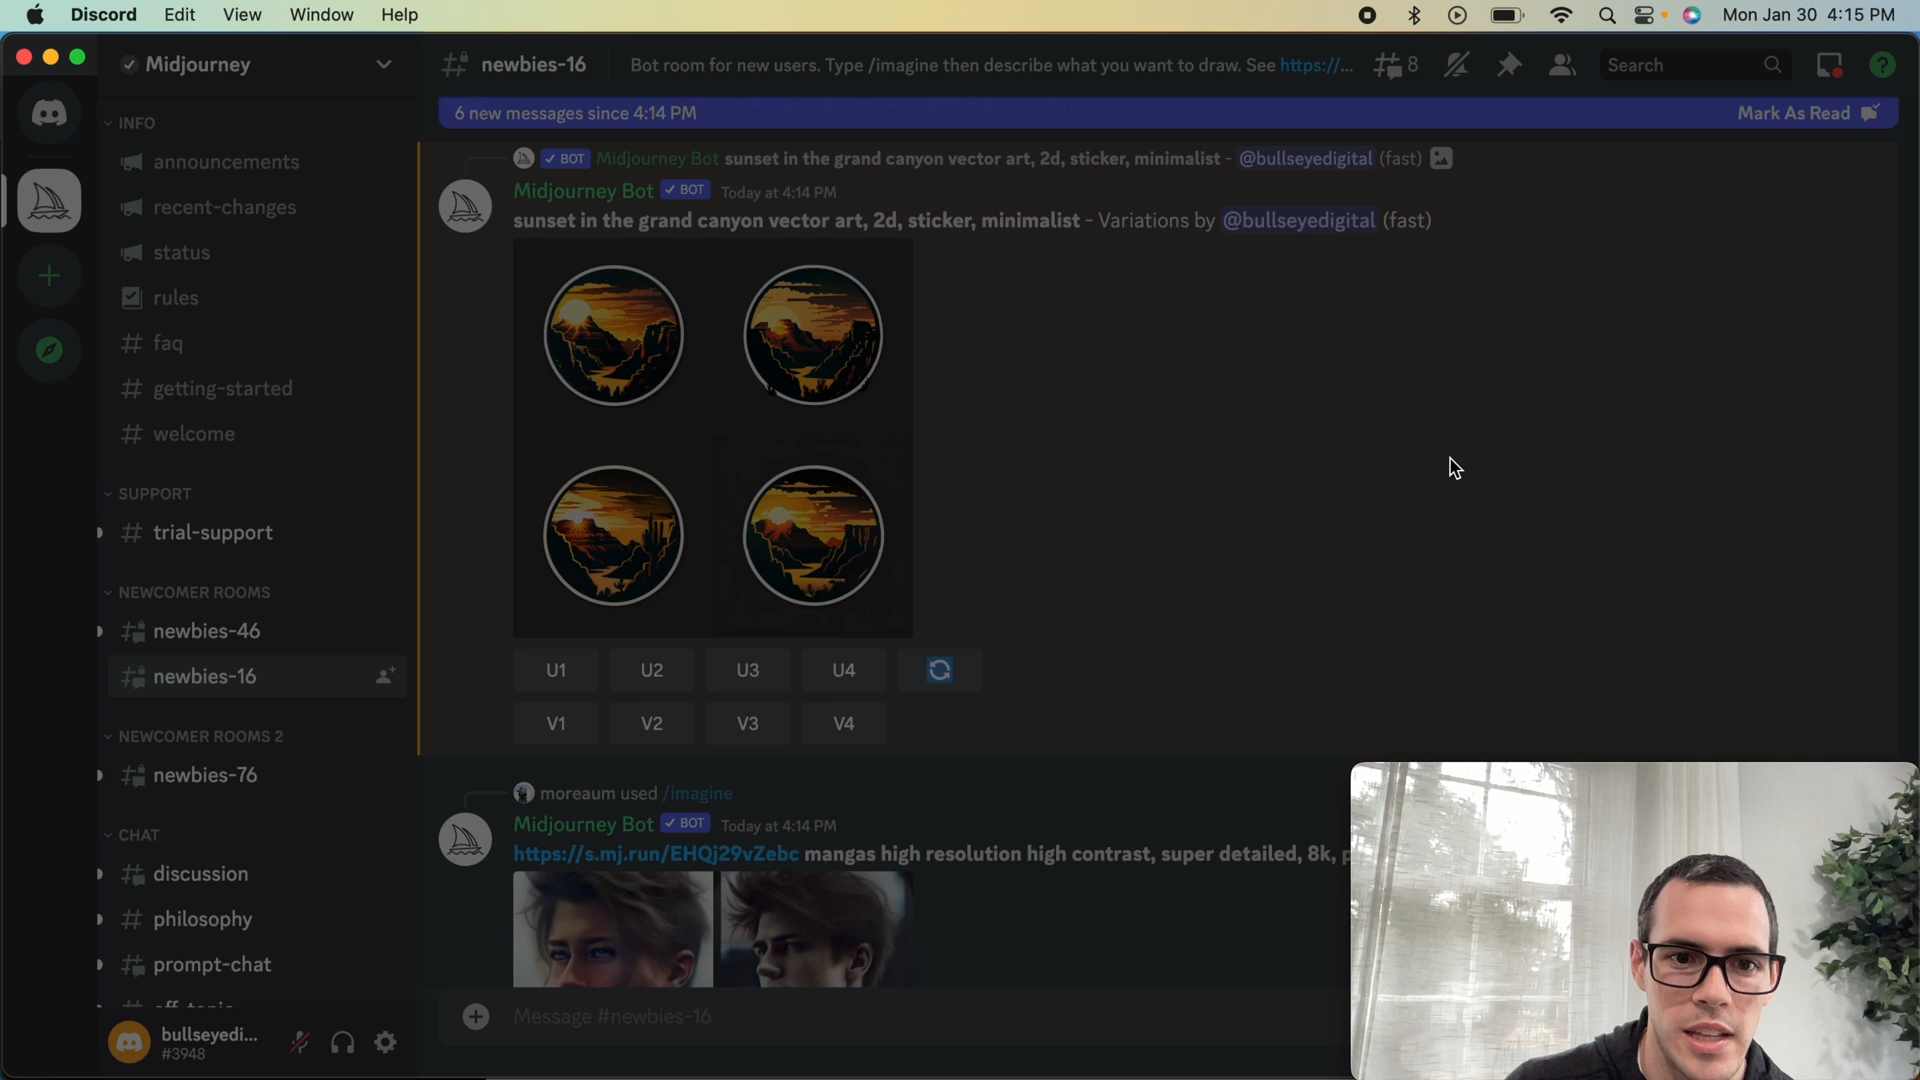 Discord Edit View Window Help
Mon Jan 30 4:15 PM
Midjourney
newbies-16
Bot room for new users. Type /imagine then describe what you want to draw. See https://...
8
Search
6 new messages since 4:14 PM
Mark As Read
INFO
announcements
recent-changes
status
rules
faq
getting-started
welcome
SUPPORT
trial-support
NEWCOMER ROOMS
newbies-46
newbies-16
NEWCOMER ROOMS 2
newbies-76
CHAT
discussion
philosophy
prompt-chat
off-topic
bullseyedi...
#3948
BOT Midjourney Bot sunset in the grand canyon vector art, 2d, sticker, minimalist - @bullseyedigital (fast)
Midjourney Bot BOT Today at 4:14 PM
sunset in the grand canyon vector art, 2d, sticker, minimalist - Variations by @bullseyedigital (fast)
U1 U2 U3 U4
V1 V2 V3 V4
moreaum used /imagine
Midjourney Bot BOT Today at 4:14 PM
https://s.mj.run/EHQj29vZebc mangas high resolution high contrast, super detailed, 8k,
Message #newbies-16